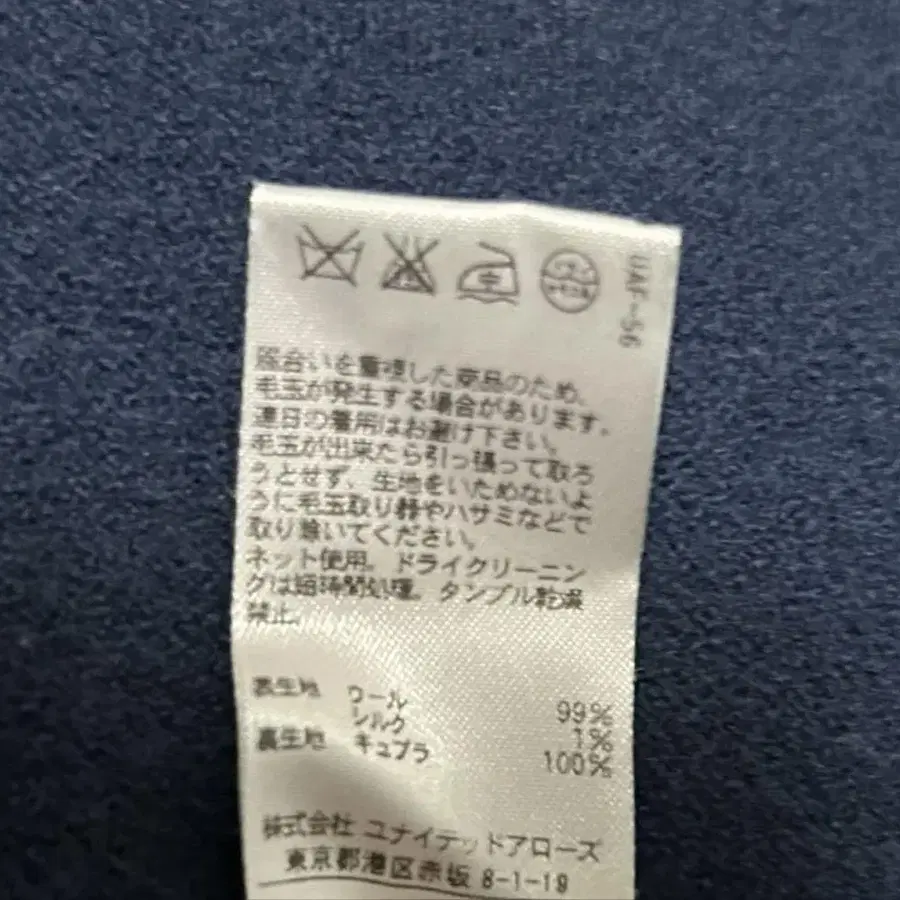 UAF-56
中
風合いを重視した商品のため、
毛玉が発生する場合があります。
連日の着用はお避け下さい。
毛玉が出来たら引っ張って取ろ
うとせず、生地をいためないよ
うに毛玉取り器やハサミなどで
取り除いてください。
ネット使用。ドライクリーニン
グは短時間処理。タンブル乾燥
禁止。
表生地 ウール 99%
シルク 1%
裏生地 キュプラ 100%
株式会社 ユナイテッドアローズ
東京都港区赤坂 8-1-19